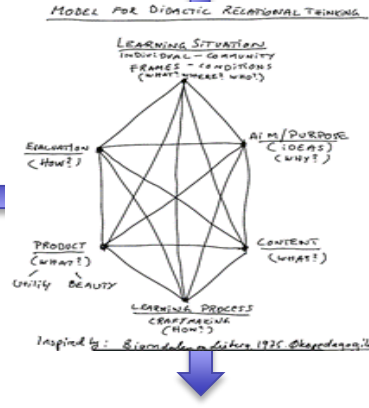 MODEL FOR DIDACTIC RELATIONAL THINKING
LEARNING SITUATION
INDIVIDUAL - COMMUNITY
FRAMES - CONDITIONS
(WHAT? WHERE? WHO?)
EVALUATION
(HOW?)
AIM/PURPOSE
(IDEAS)
(WHY?)
PRODUCT
(WHAT?)
Utility BEAUTY
CONTENT
(WHAT?)
LEARNING PROCESS
CRAFTMAKING
(HOW?)
Inspired by: 1975.